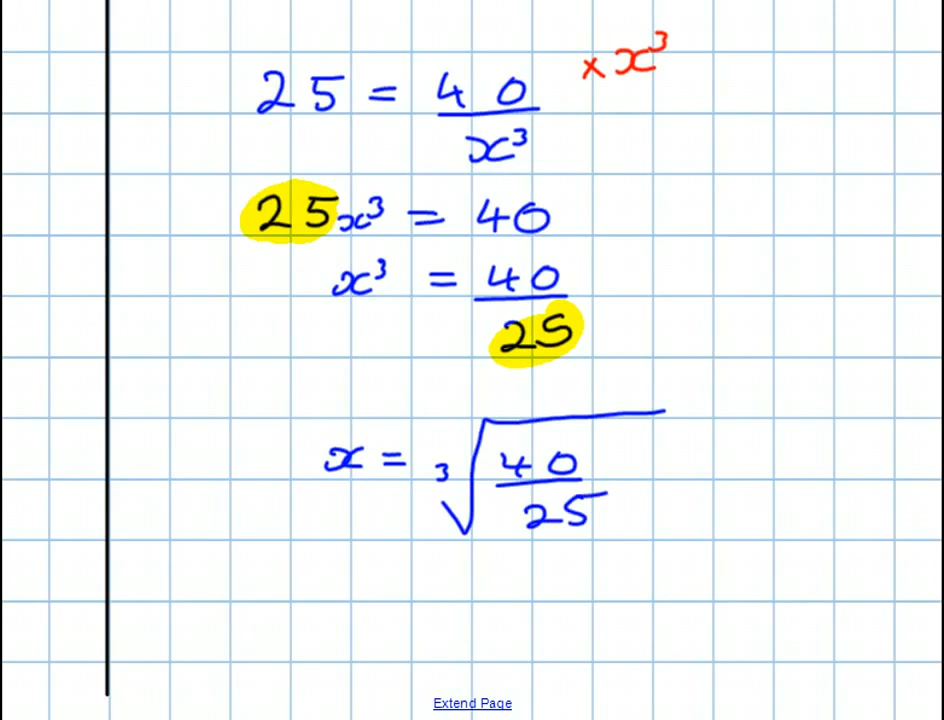 25 = 40/x³ × x³
25x³ = 40
x³ = 40/25
x = ³√(40/25)
Extend Page